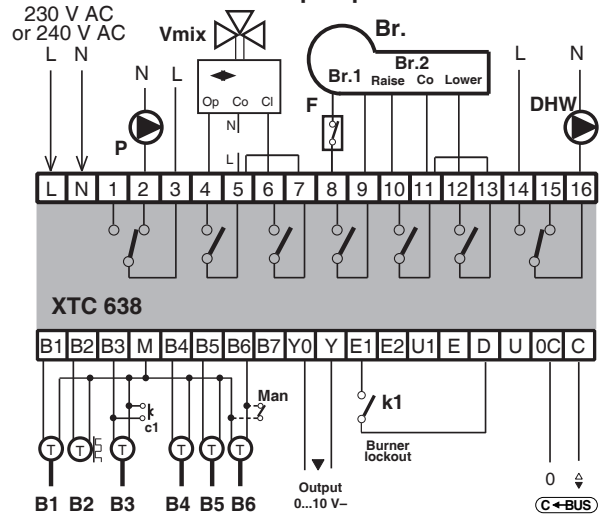 230 V AC
or 240 V AC
L N
N L
P
Vmix
Op Co Cl
N
L
Br.
Br.1
Br.2
Raise Co Lower
F
L N
DHW
L N 1 2 3 4 5 6 7 8 9 10 11 12 13 14 15 16
XTC 638
B1 B2 B3 M B4 B5 B6 B7 Y0 Y E1 E2 U1 E D U 0C C
c1
Man
k1
Burner
lockout
T T T T T T
B1 B2 B3 B4 B5 B6
Output
0...10 V–
0
C BUS